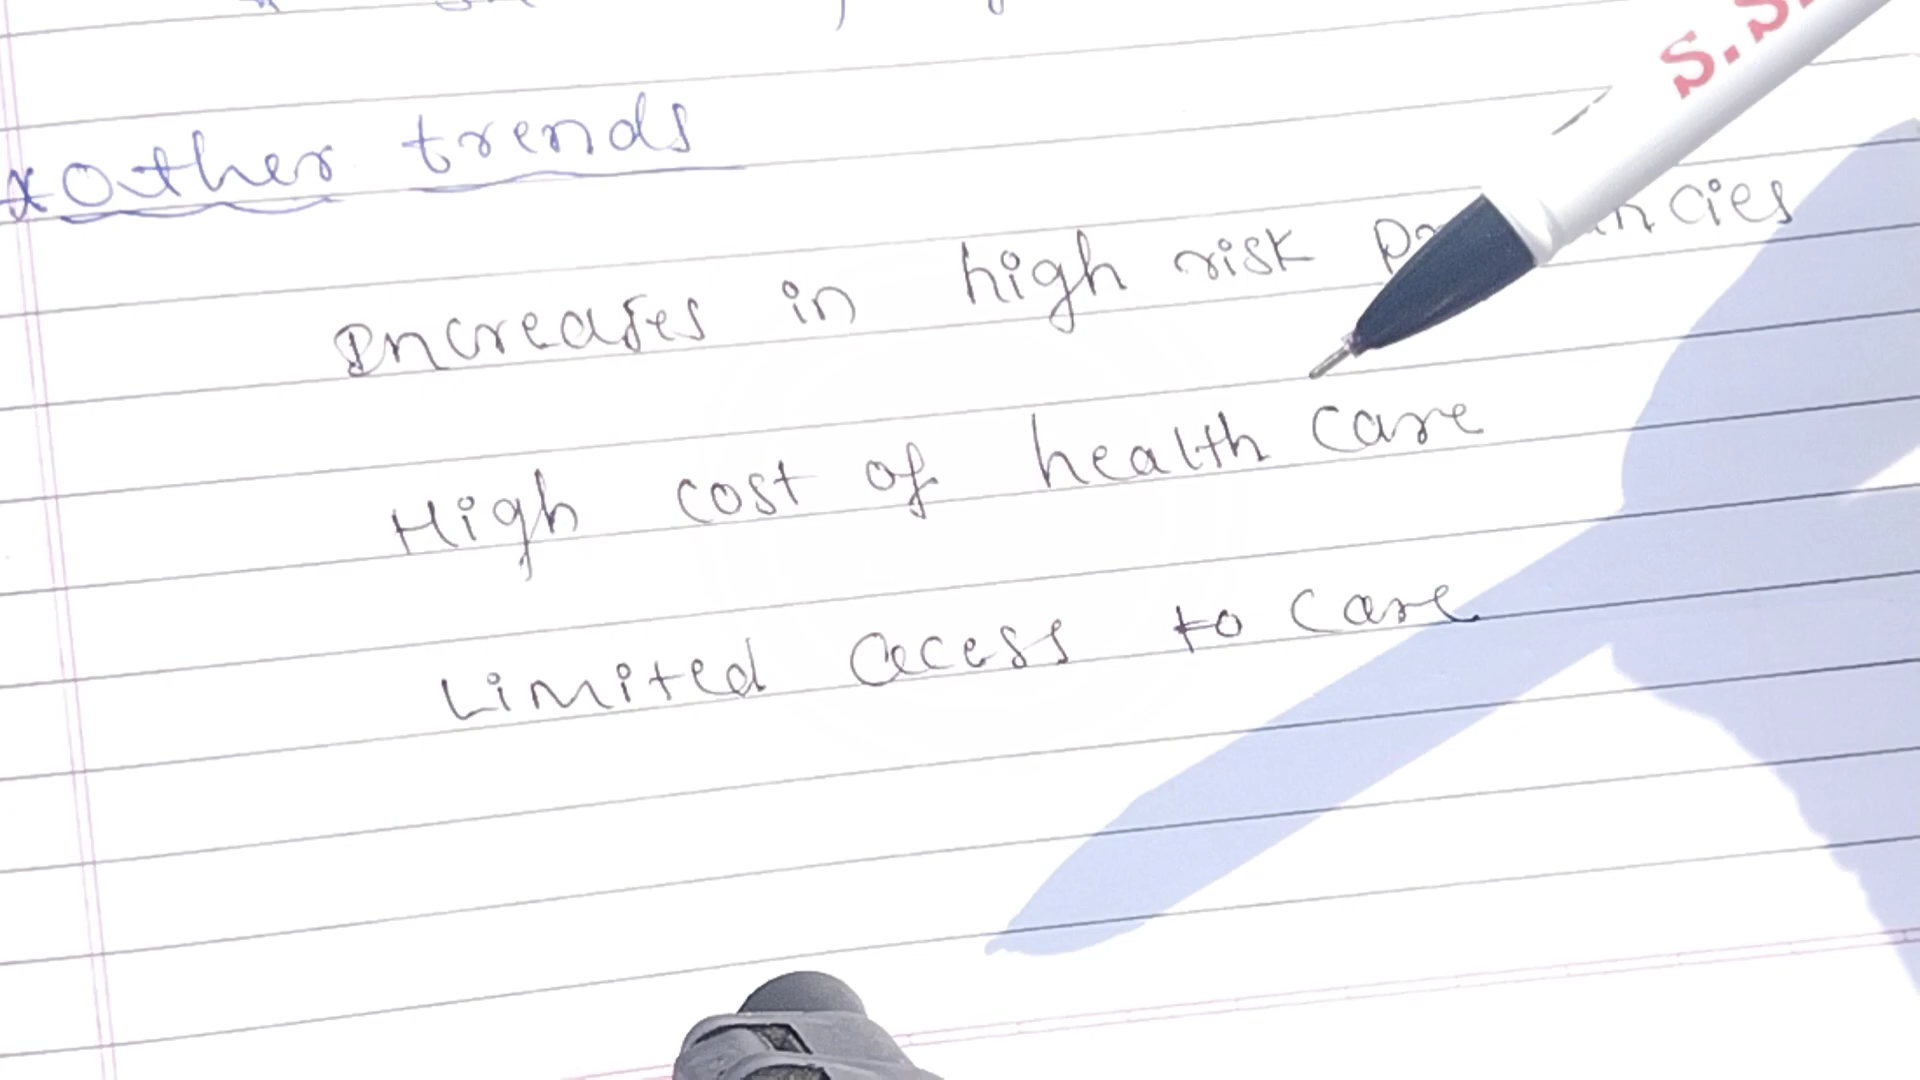 x Other trends
Increases in high risk
High cost of health care
Limited acess to care
S.S